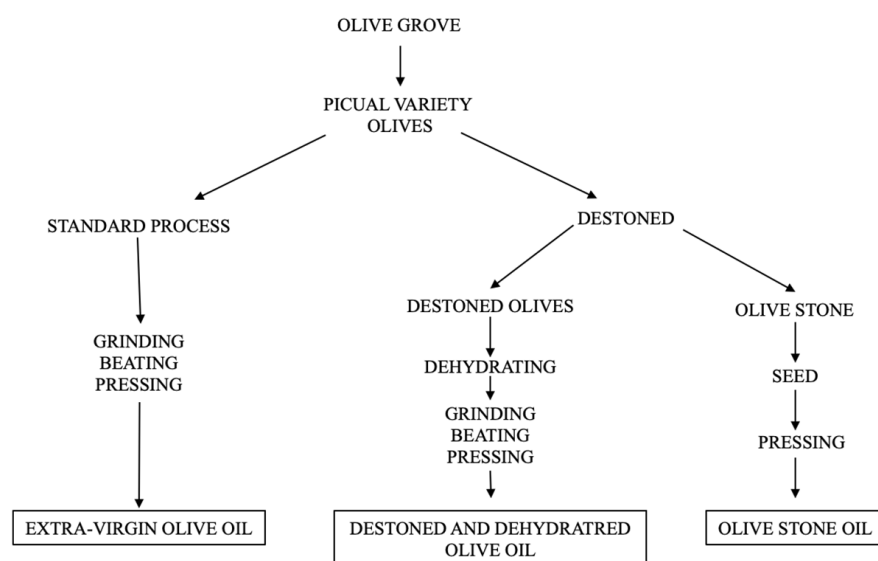 OLIVE GROVE
PICUAL VARIETY
OLIVES
STANDARD PROCESS
DESTONED
DESTONED OLIVES
OLIVE STONE
GRINDING
BEATING
PRESSING
DEHYDRATING
SEED
GRINDING
BEATING
PRESSING
PRESSING
EXTRA-VIRGIN OLIVE OIL
DESTONED AND DEHYDRATRED
OLIVE OIL
OLIVE STONE OIL